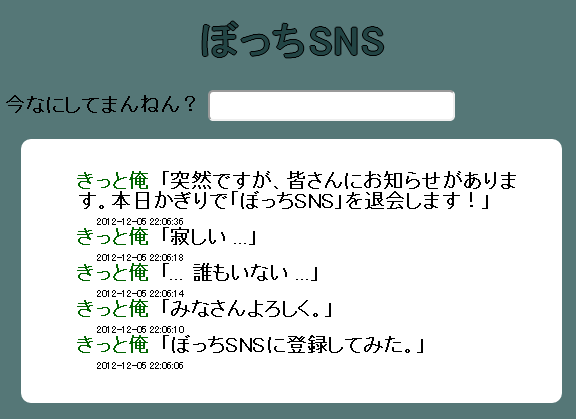 ぼっちSNS
今なにしてまんねん？
きっと俺 「突然ですが、皆さんにお知らせがありま
す。本日かぎりで「ぼっちSNS」を退会します！」
2012-12-05 22:06:36
きっと俺 「寂しい ...」
2012-12-05 22:06:18
きっと俺 「... 誰もいない ...」
2012-12-05 22:06:14
きっと俺 「みなさんよろしく。」
2012-12-05 22:06:10
きっと俺 「ぼっちSNSに登録してみた。」
2012-12-05 22:06:06